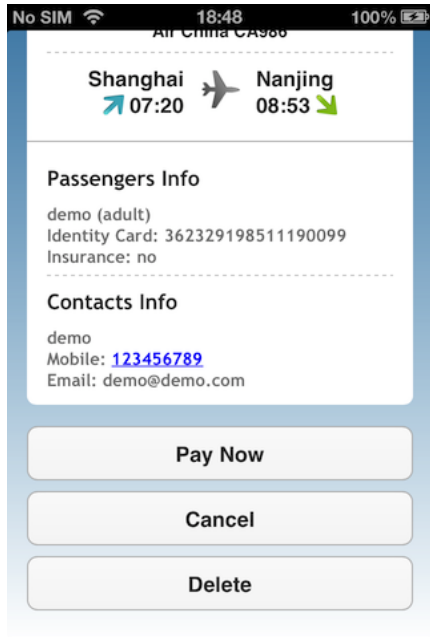 No SIM 18:48 100%
Air China CA986
Shanghai Nanjing
07:20 08:53
Passengers Info
demo (adult)
Identity Card: 362329198511190099
Insurance: no
Contacts Info
demo
Mobile: 123456789
Email: demo@demo.com
Pay Now
Cancel
Delete